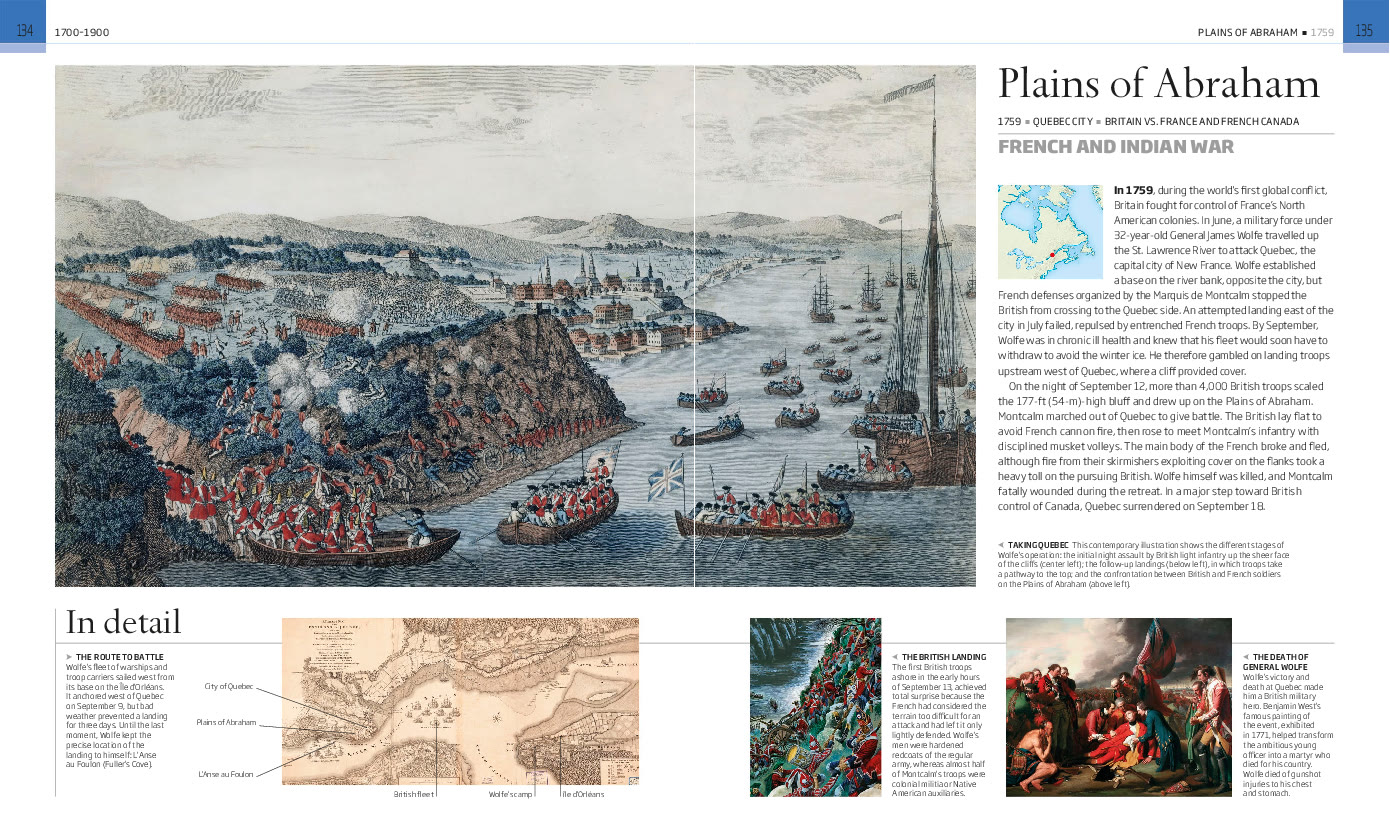 134
1700–1900
PLAINS OF ABRAHAM ■ 1759
135
Plains of Abraham
1759 ■ QUEBEC CITY ■ BRITAIN VS. FRANCE AND FRENCH CANADA
FRENCH AND INDIAN WAR
In 1759, during the world's first global conflict,
Britain fought for control of France's North
American colonies. In June, a military force under
32-year-old General James Wolfe travelled up
the St. Lawrence River to attack Quebec, the
capital city of New France. Wolfe established
a base on the river bank, opposite the city, but
French defenses organized by the Marquis de Montcalm stopped the
British from crossing to the Quebec side. An attempted landing east of the
city in July failed, repulsed by entrenched French troops. By September,
Wolfe was in chronic ill health and knew that his fleet would soon have to
withdraw to avoid the winter ice. He therefore gambled on landing troops
upstream west of Quebec, where a cliff provided cover.
On the night of September 12, more than 4,000 British troops scaled
the 177-ft (54-m)-high bluff and drew up on the Plains of Abraham.
Montcalm marched out of Quebec to give battle. The British lay flat to
avoid French cannon fire, then rose to meet Montcalm's infantry with
disciplined musket volleys. The main body of the French broke and fled,
although fire from their skirmishers exploiting cover on the flanks took a
heavy toll on the pursuing British. Wolfe himself was killed, and Montcalm
fatally wounded during the retreat. In a major step toward British
control of Canada, Quebec surrendered on September 18.
◄ TAKING QUEBEC This contemporary illustration shows the different stages of
Wolfe's operation: the initial night assault by British light infantry up the sheer face
of the cliffs (center left); the follow-up landings (below left), in which troops take
a pathway to the top; and the confrontation between British and French soldiers
on the Plains of Abraham (above left).
In detail
► THE ROUTE TO BATTLE
Wolfe's fleet of warships and
troop carriers sailed west from
its base on the Île d'Orléans.
It anchored west of Quebec
on September 9, but bad
weather prevented a landing
for three days. Until the last
moment, Wolfe kept the
precise location of the
landing to himself: L'Anse
au Foulon (Fuller's Cove).
City of Quebec
Plains of Abraham
L'Anse au Foulon
British fleet
Wolfe's camp
Île d'Orléans
◄ THE BRITISH LANDING
The first British troops
ashore in the early hours
of September 13, achieved
total surprise because the
French had considered the
terrain too difficult for an
attack and had left it only
lightly defended. Wolfe's
men were hardened
redcoats of the regular
army, whereas almost half
of Montcalm's troops were
colonial militia or Native
American auxiliaries.
◄ THE DEATH OF
GENERAL WOLFE
Wolfe's victory and
death at Quebec made
him a British military
hero. Benjamin West's
famous painting of
the event, exhibited
in 1771, helped transform
the ambitious young
officer into a martyr who
died for his country.
Wolfe died of gunshot
injuries to his chest
and stomach.